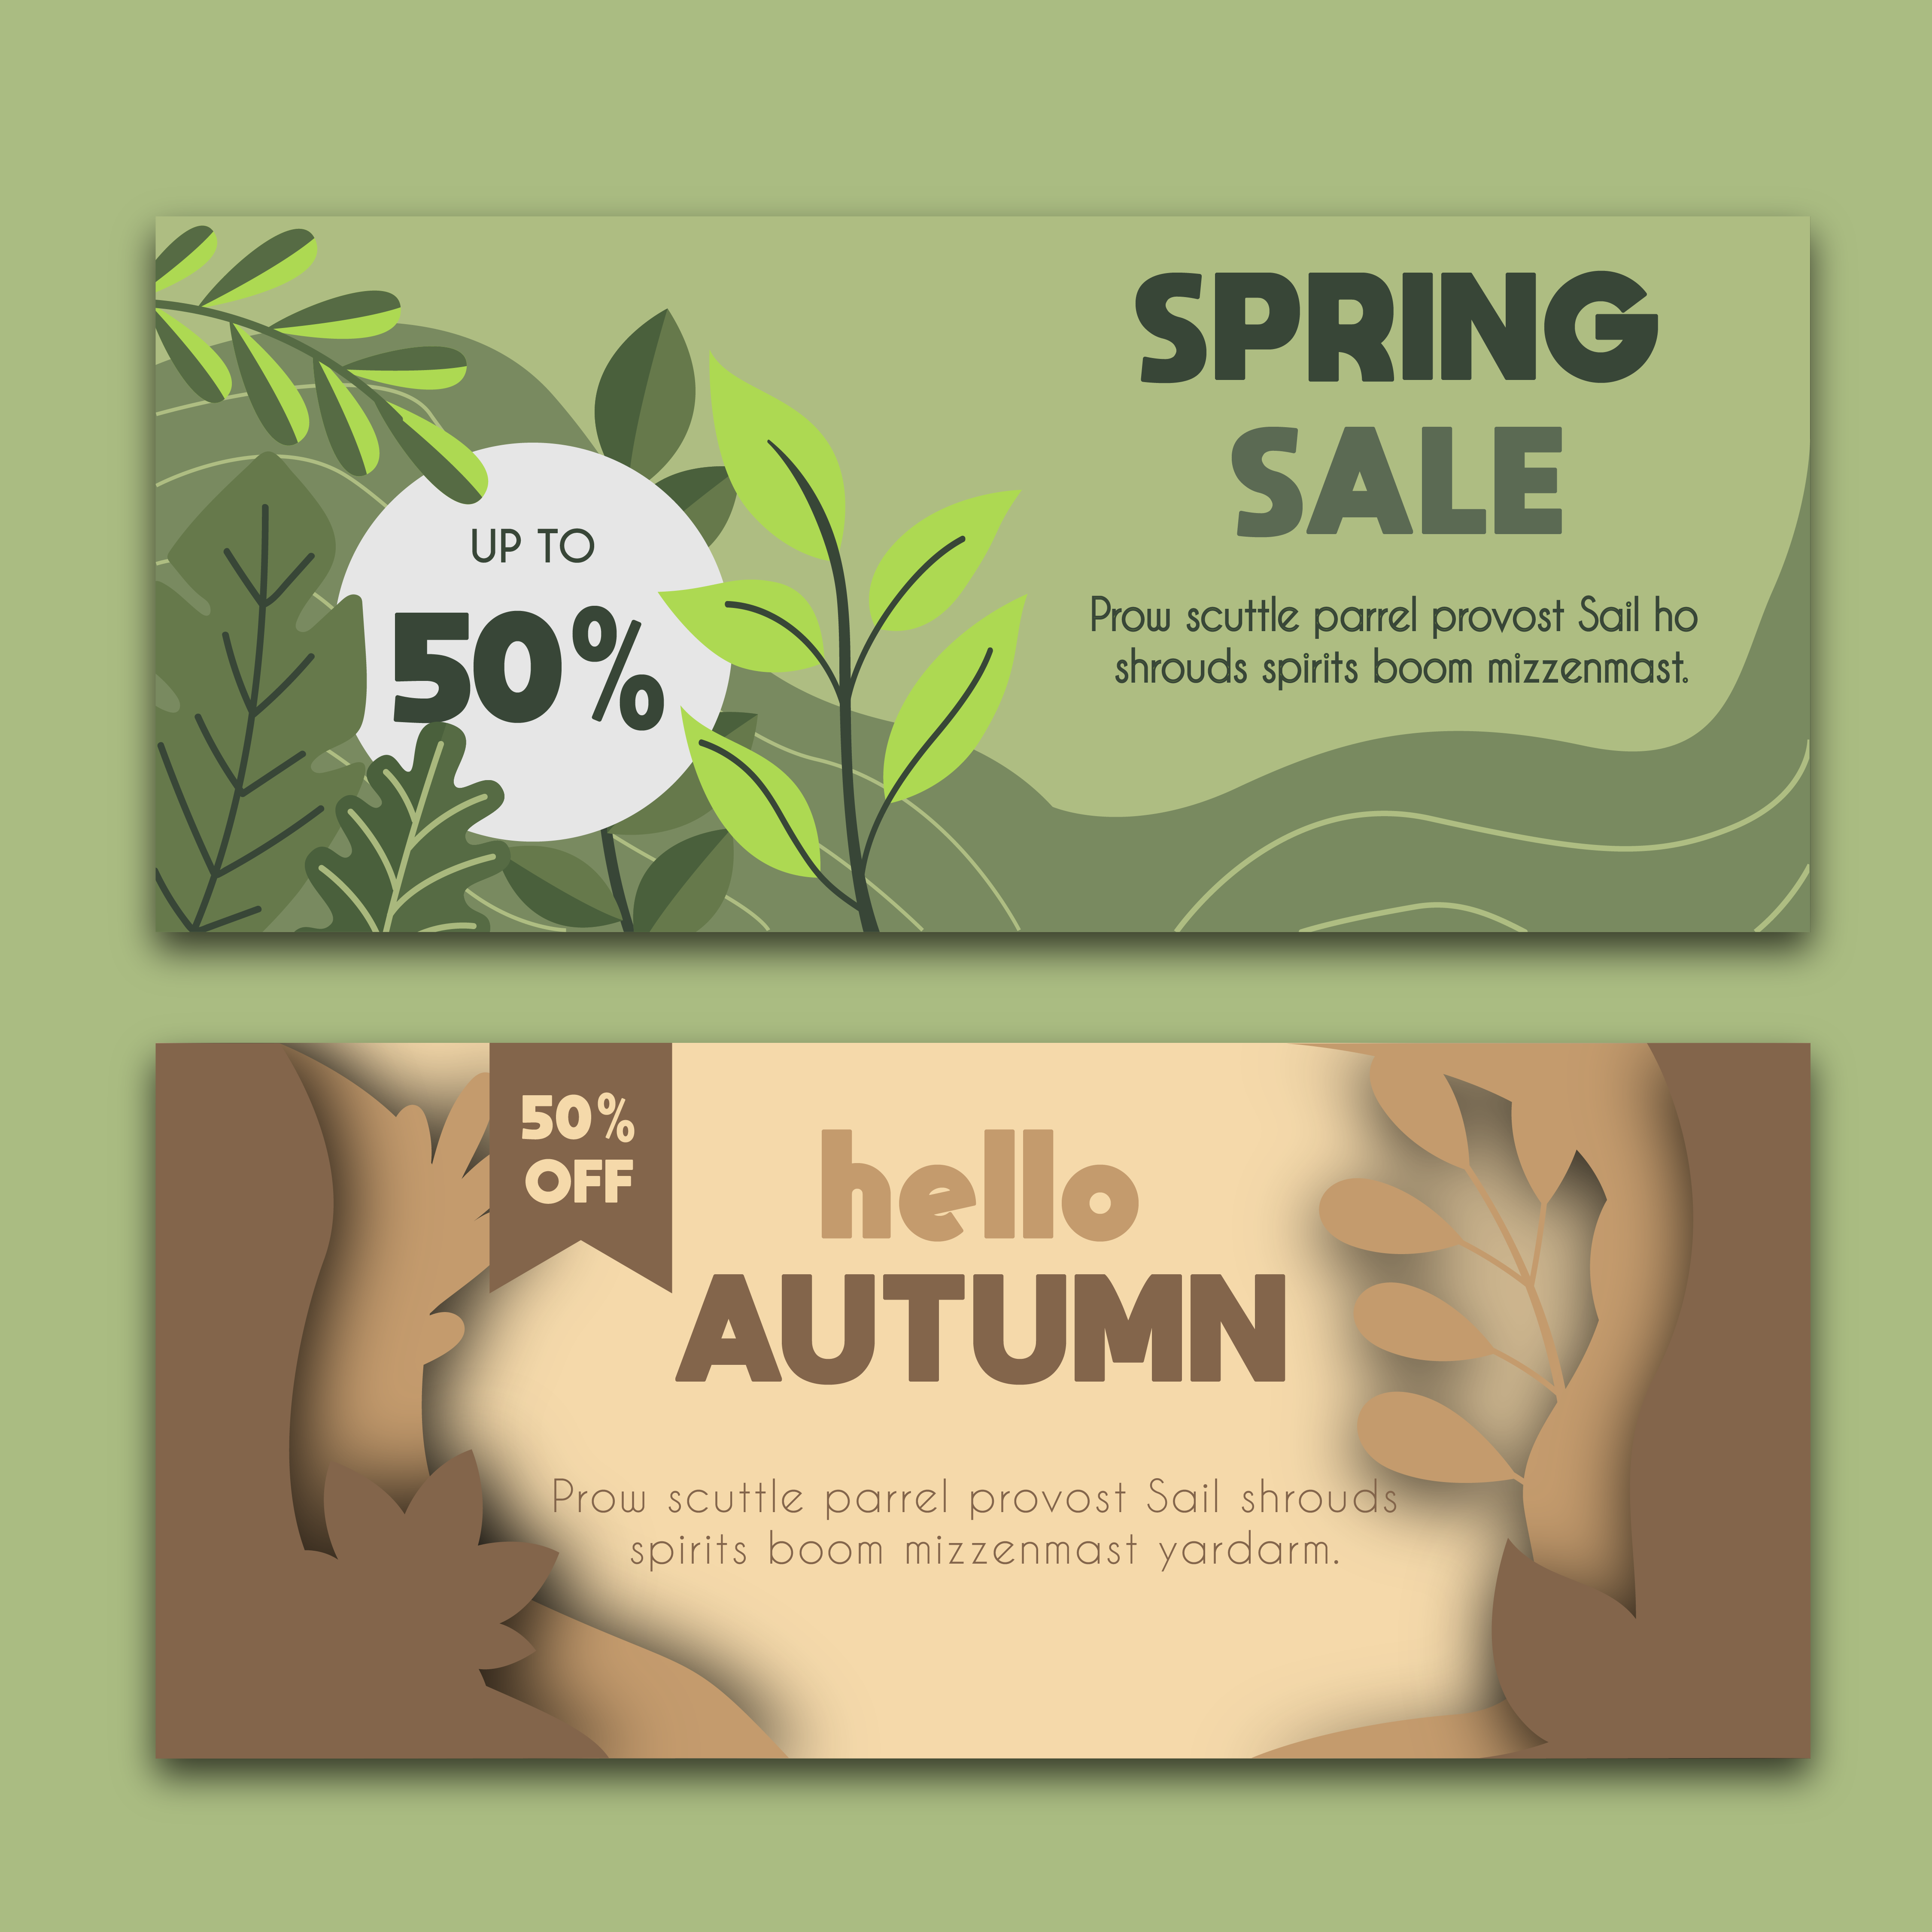 SPRING
SALE
UP TO
50%
Prow scuttle parrel provost Sail ho
shrouds spirits boom mizzenmast.
50%
OFF
hello
AUTUMN
Prow scuttle parrel provost Sail shrouds
spirits boom mizzenmast yardarm.